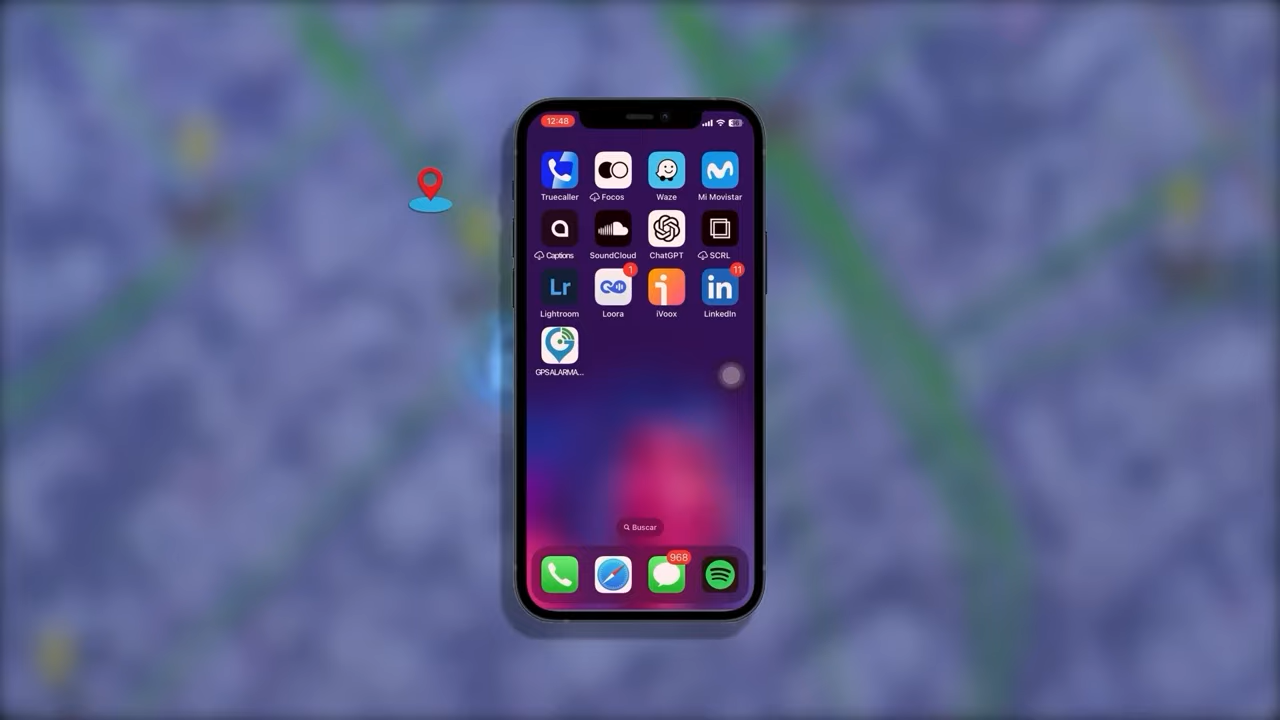 12:48
Truecaller Focos Waze Mi Movistar
Captions SoundCloud ChatGPT SCRL
Lr 1 11
Lightroom Loora iVoox LinkedIn
GPSALARMA...
Buscar
968